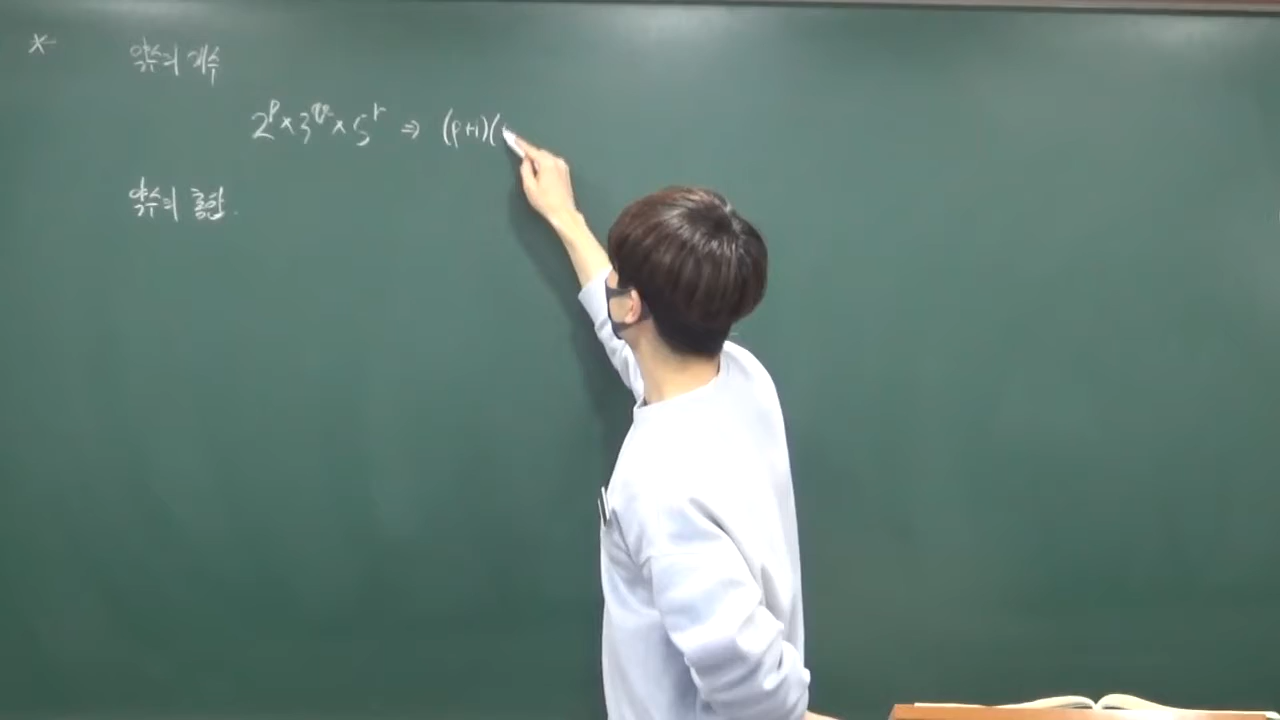 *
약수의 개수
2^p × 3^q × 5^r ⇒ (p+1)(
약수의 총합.